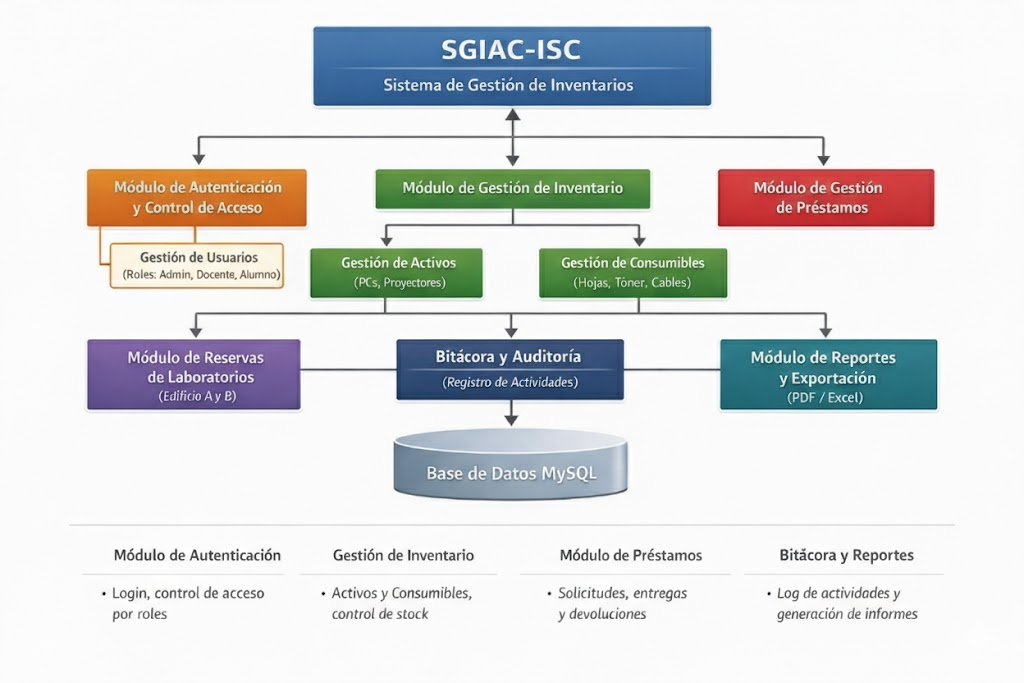 SGIAC-ISC
Sistema de Gestión de Inventarios
Módulo de Autenticación
y Control de Acceso
Módulo de Gestión de Inventario
Módulo de Gestión
de Préstamos
Gestión de Usuarios
(Roles: Admin, Docente, Alumno)
Gestión de Activos
(PCs, Proyectores)
Gestión de Consumibles
(Hojas, Tóner, Cables)
Módulo de Reservas
de Laboratorios
(Edificio A y B)
Bitácora y Auditoría
(Registro de Actividades)
Módulo de Reportes
y Exportación
(PDF / Excel)
Base de Datos MySQL
Módulo de Autenticación
• Login, control de acceso
por roles
Gestión de Inventario
• Activos y Consumibles,
control de stock
Módulo de Préstamos
• Solicitudes, entregas
y devoluciones
Bitácora y Reportes
• Log de actividades y
generación de informes